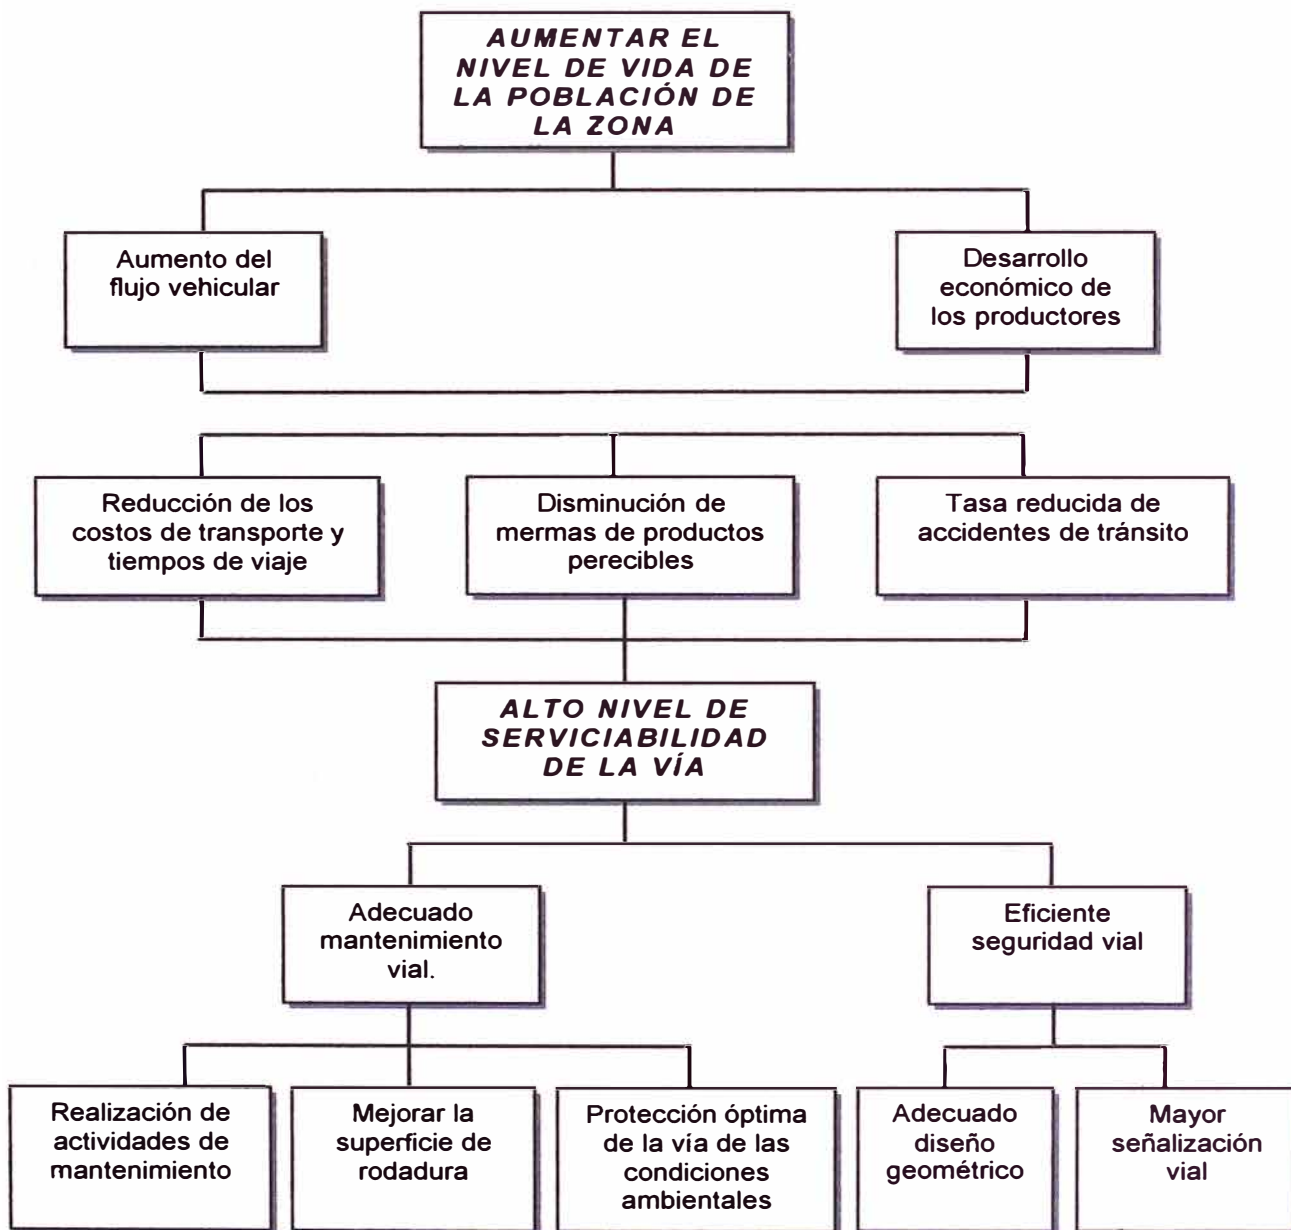 AUMENTAR EL
NIVEL DE VIDA DE
LA POBLACIÓN DE
LA ZONA
Aumento del
flujo vehicular
Desarrollo
económico de
los productores
Reducción de los
costos de transporte y
tiempos de viaje
Disminución de
mermas de productos
perecibles
Tasa reducida de
accidentes de tránsito
ALTO NIVEL DE
SERVICIABILIDAD
DE LA VÍA
Adecuado
mantenimiento
vial.
Eficiente
seguridad vial
Realización de
actividades de
mantenimiento
Mejorar la
superficie de
rodadura
Protección óptima
de la vía de las
condiciones
ambientales
Adecuado
diseño
geométrico
Mayor
señalización
vial